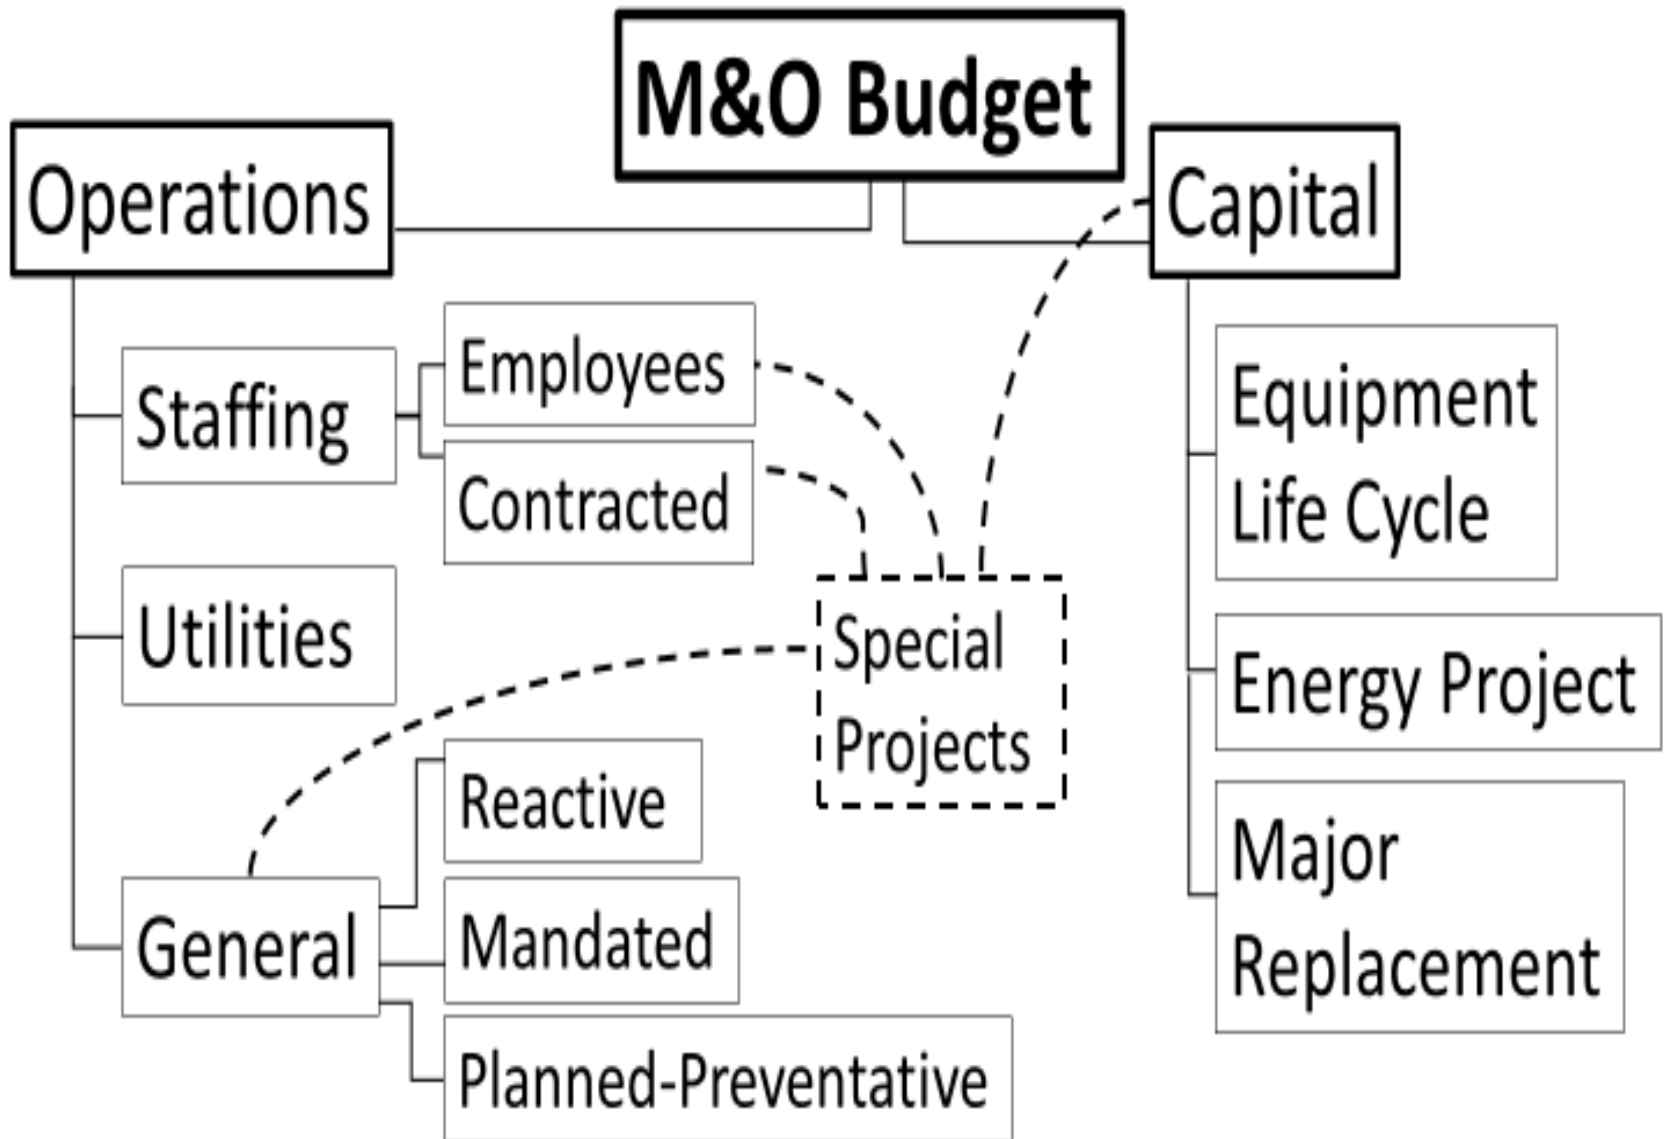 M&O Budget
Operations
Capital
Staffing
Employees
Contracted
Utilities
General
Reactive
Mandated
Planned-Preventative
Special
Projects
Equipment
Life Cycle
Energy Project
Major
Replacement